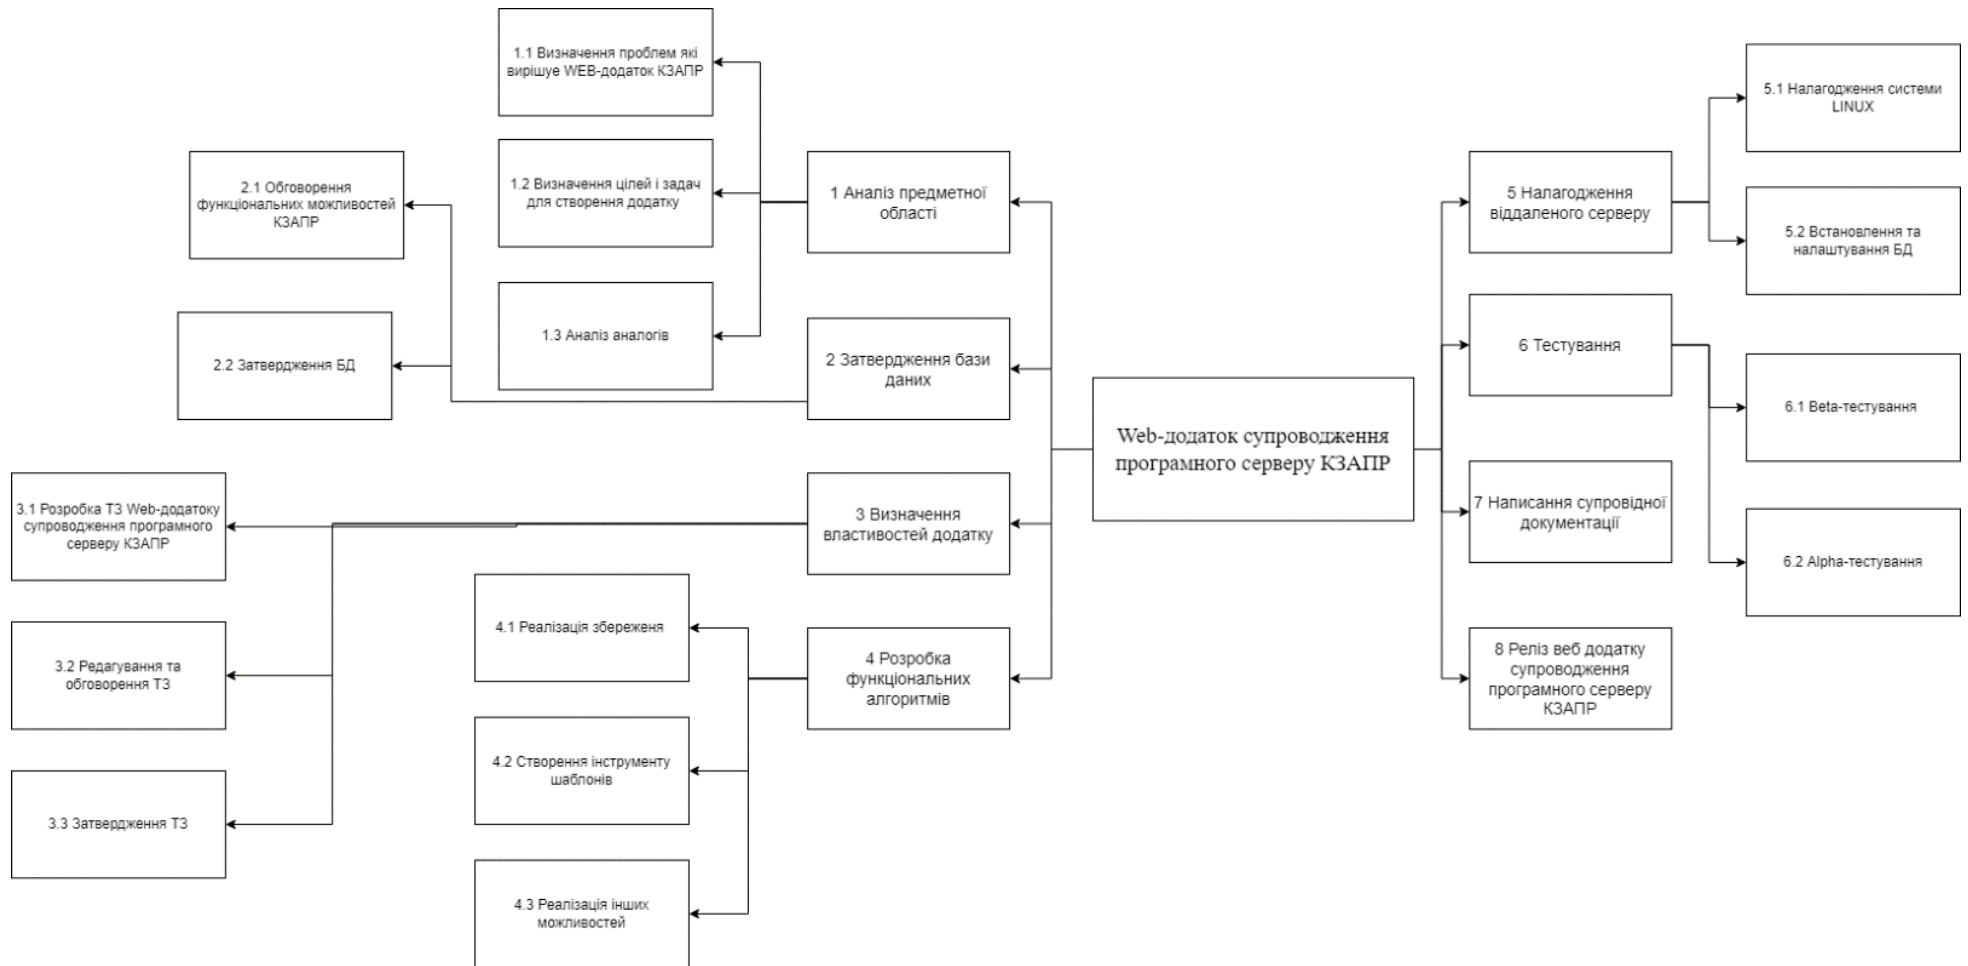 1.1 Визначення проблем які
вирішує WEB-додаток КЗАПР
1.2 Визначення цілей і задач
для створення додатку
1.3 Аналіз аналогів
2.1 Обговорення
функціональних можливостей
КЗАПР
2.2 Затвердження БД
1 Аналіз предметної
області
2 Затвердження бази
даних
3 Визначення
властивостей додатку
4 Розробка
функціональних
алгоритмів
3.1 Розробка ТЗ Web-додатоку
супроводження програмного
серверу КЗАПР
3.2 Редагування та
обговорення ТЗ
3.3 Затвердження ТЗ
4.1 Реалізація збереженя
4.2 Створення інструменту
шаблонів
4.3 Реалізація інших
можливостей
Web-додаток супроводження
програмного серверу КЗАПР
5 Налагодження
віддаленого серверу
6 Тестування
7 Написання супровідної
документації
8 Реліз веб додатку
супроводження
програмного серверу
КЗАПР
5.1 Налагодження системи
LINUX
5.2 Встановлення та
налаштування БД
6.1 Beta-тестування
6.2 Alpha-тестування